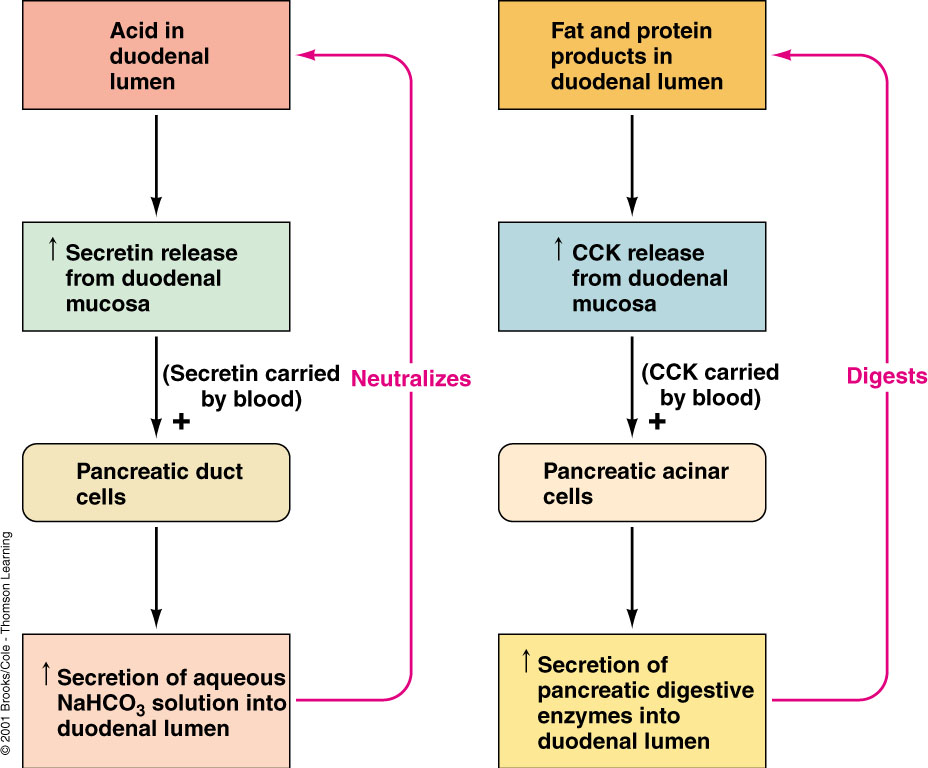 Acid in
duodenal
lumen
↑ Secretin release
from duodenal
mucosa
(Secretin carried
by blood)
+
Neutralizes
Pancreatic duct
cells
↑ Secretion of aqueous
NaHCO₃ solution into
duodenal lumen
Fat and protein
products in
duodenal lumen
↑ CCK release
from duodenal
mucosa
(CCK carried
by blood)
+
Digests
Pancreatic acinar
cells
↑ Secretion of
pancreatic digestive
enzymes into
duodenal lumen
© 2001 Brooks/Cole - Thomson Learning